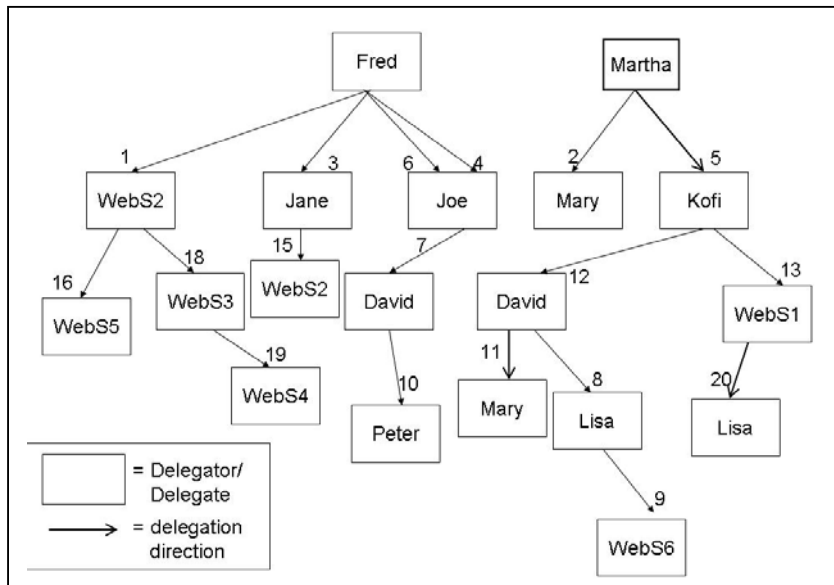 Fred
Martha
1
3
6
4
2
5
WebS2
Jane
Joe
Mary
Kofi
16
18
15
7
12
13
WebS5
WebS3
WebS2
David
David
WebS1
19
10
11
8
20
WebS4
Peter
Mary
Lisa
Lisa
9
WebS6
= Delegator/
Delegate
= delegation
direction